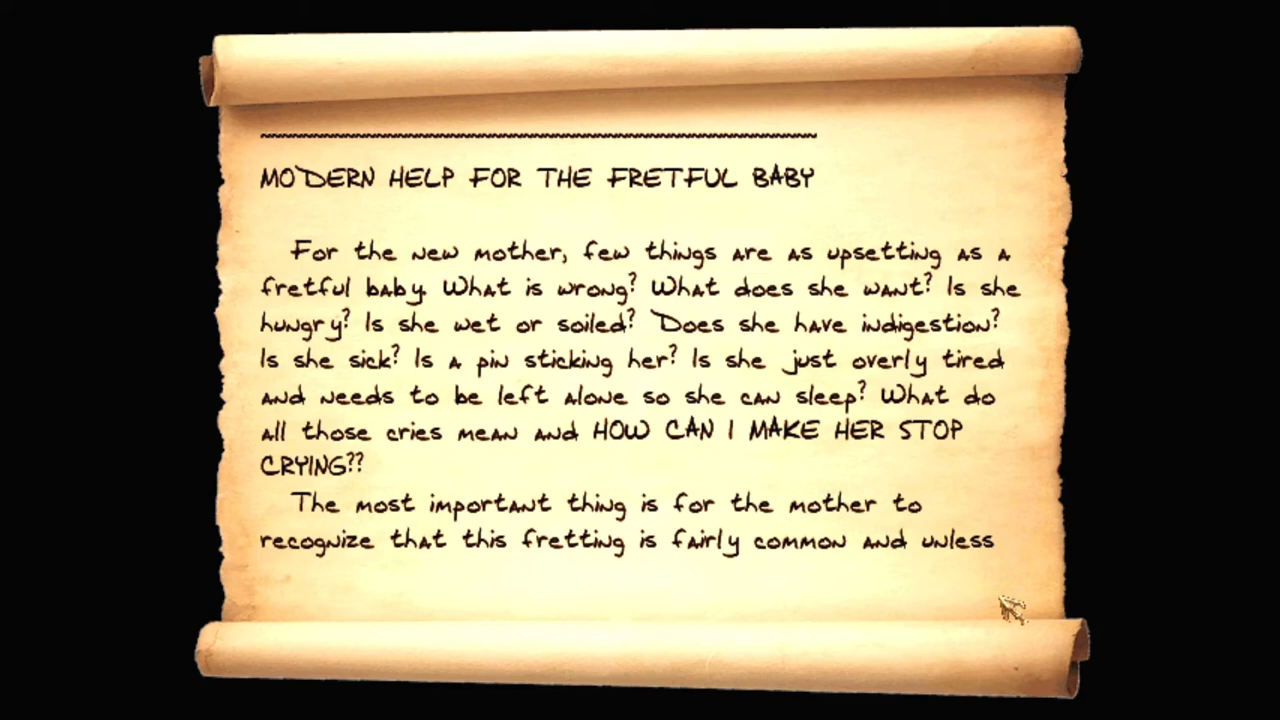 MODERN HELP FOR THE FRETFUL BABY
For the new mother, few things are as upsetting as a
fretful baby. What is wrong? What does she want? Is she
hungry? Is she wet or soiled? Does she have indigestion?
Is she sick? Is a pin sticking her? Is she just overly tired
and needs to be left alone so she can sleep? What do
all those cries mean and HOW CAN I MAKE HER STOP
CRYING??
The most important thing is for the mother to
recognize that this fretting is fairly common and unless